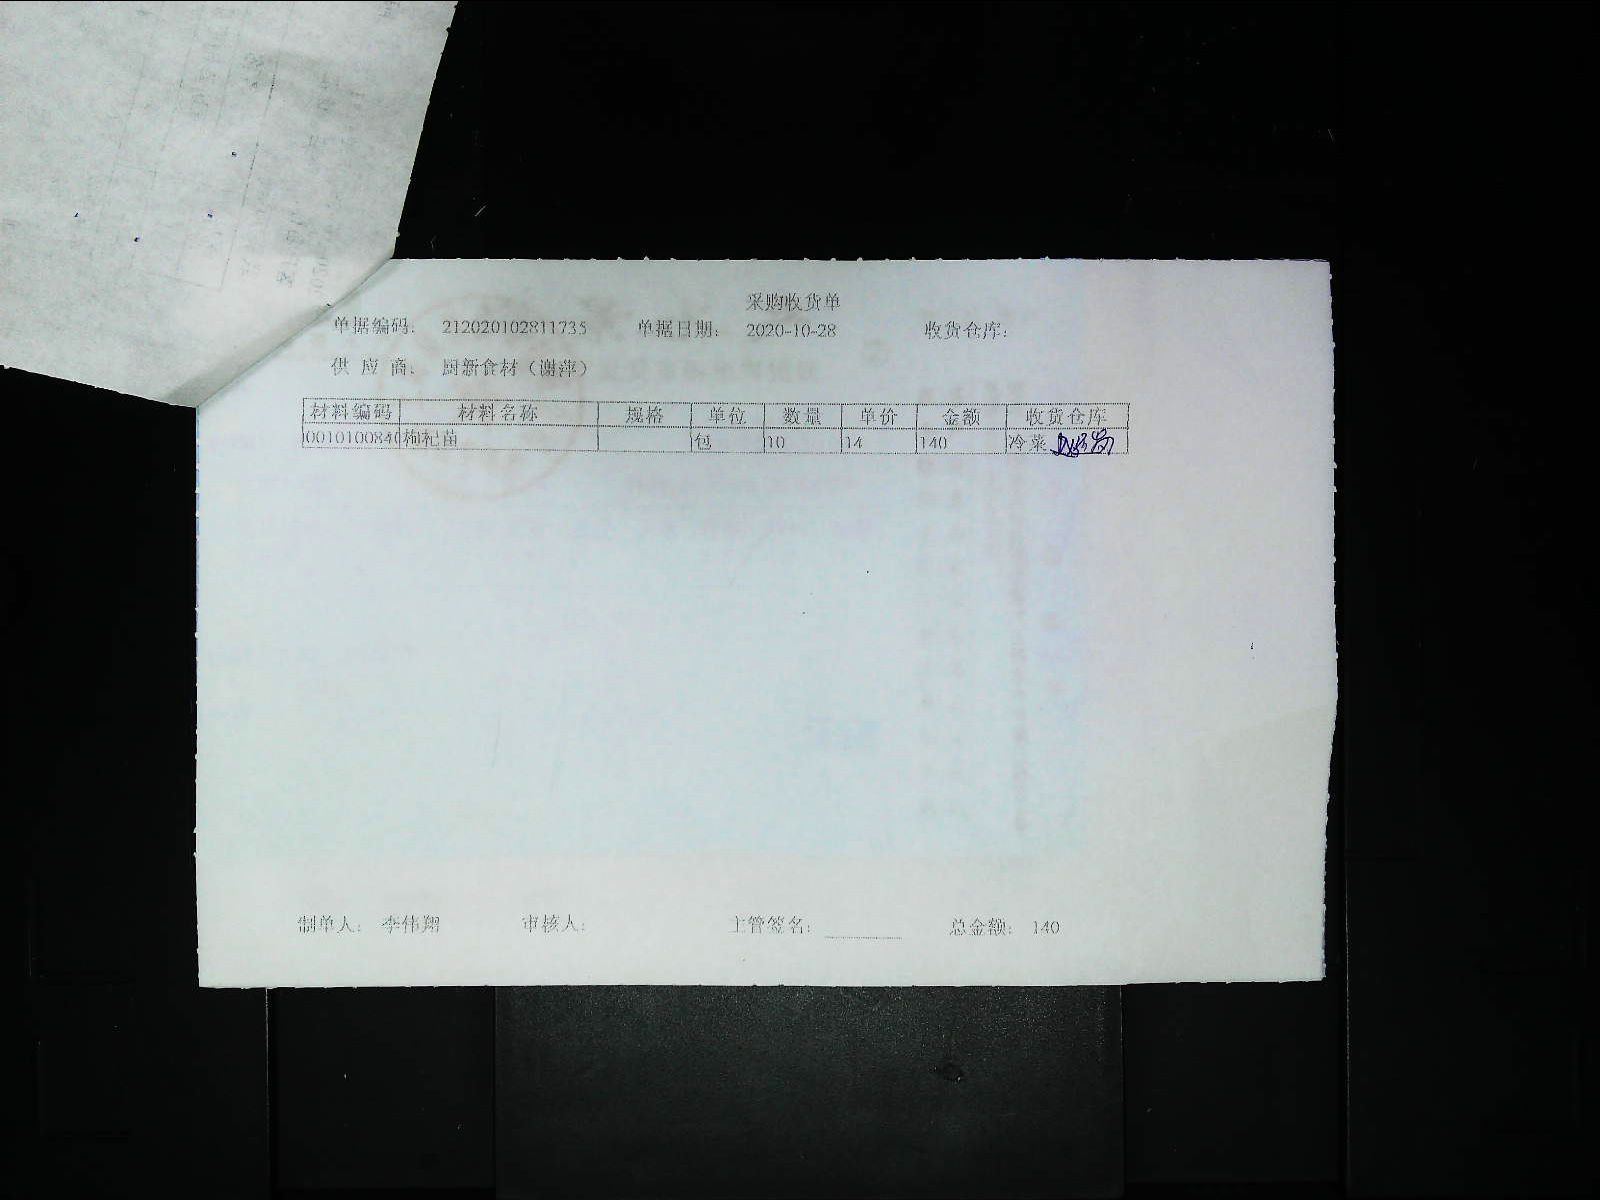 采购收货单
单据编码： 212020102811735 单据日期： 2020-10-28 收货仓库：
供 应 商： 厨新食材（谢萍）
材料编码 材料名称 规格 单位 数量 单价 金额 收货仓库
0010100840 枸杞苗 包 10 14 140 冷菜
制单人： 李伟翔 审核人： 主管签名： 总金额： 140